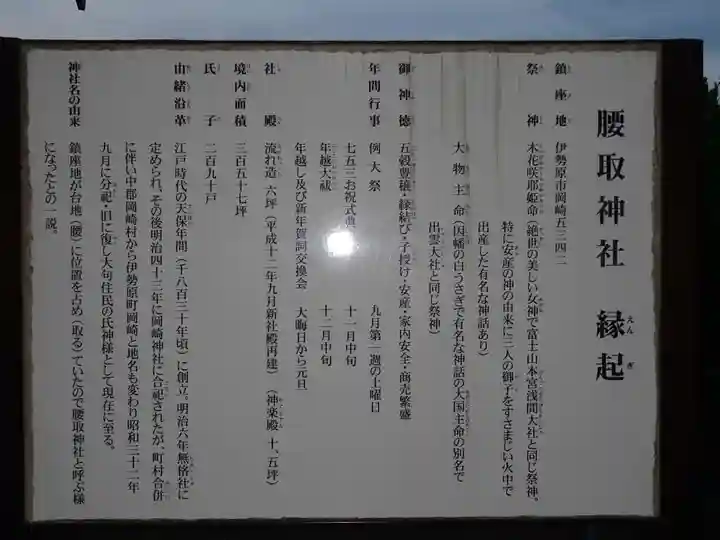 腰取神社 縁起
えんぎ
鎮座地 伊勢原市岡崎五三四二
祭神 木花咲耶姫命(絶世の美しい女神で富士山本宮浅間大社と同じ祭神、
特に安産の神の由来に三人の御子をすさまじい火中で
出産した有名な神話あり)
大物主命(因幡の白うさぎで有名な神話の大国主命の別名で
出雲大社と同じ祭神)
御神徳 五穀豊穣・縁結び・子授け・安産・家内安全・商売繁盛
年間行事 例大祭 九月第一週の土曜日
七五三お祝式典 十一月中旬
年越大祓 十二月中旬
年越し及び新年賀詞交換会 大晦日から元旦
社殿 流れ造 六坪(平成十二年九月新社殿再建)(神楽殿 十、五坪)
境内面積 三百五十七坪
氏子 二百九十戸
由緒沿革 江戸時代の天保年間(千八百三十年頃)に創立。明治六年無格社に
定められ、その後明治四十三年に岡崎神社に合祀されたが、町村合併
に伴い中郡岡崎村から伊勢原町岡崎と地名も変わり昭和三十二年
九月に分祀・旧に復し大句住民の氏神様として現在に至る。
神社名の由来 鎮座地が台地(腰)に位置を占め(取る)ていたので腰取神社と呼ぶ様
になったとの一説。